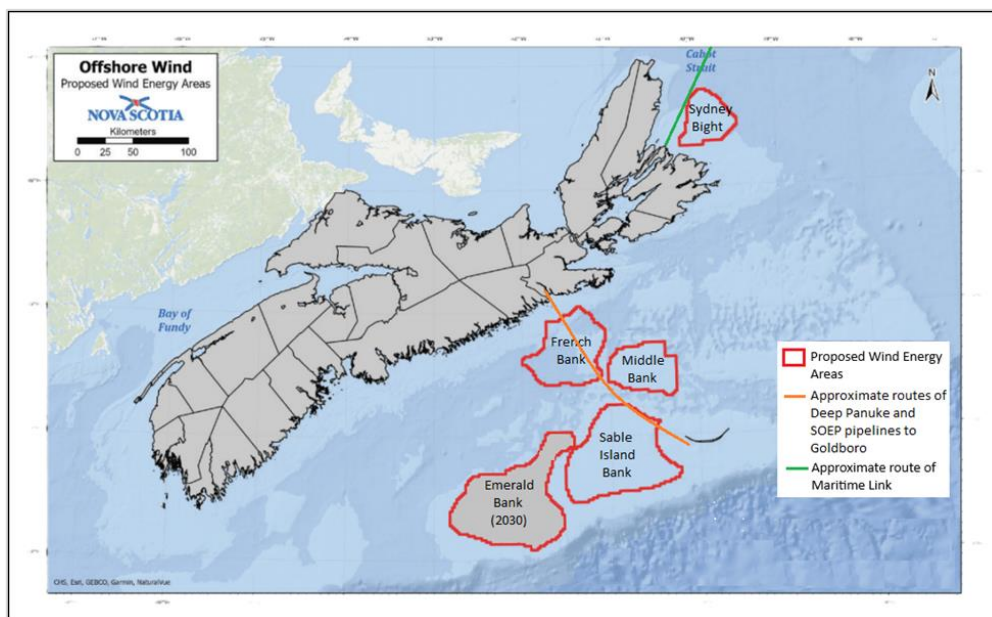 Offshore Wind
Proposed Wind Energy Areas
NOVA SCOTIA
Kilometers
0 25 50 100
Cabot
Strait
N
Sydney
Bight
Bay of
Fundy
French
Bank
Middle
Bank
Sable
Island
Bank
Emerald
Bank
(2030)
Proposed Wind Energy
Areas
Approximate routes of
Deep Panuke and
SOEP pipelines to
Goldboro
Approximate route of
Maritime Link
CHS, Esri, GEBCO, Garmin, NaturalVue